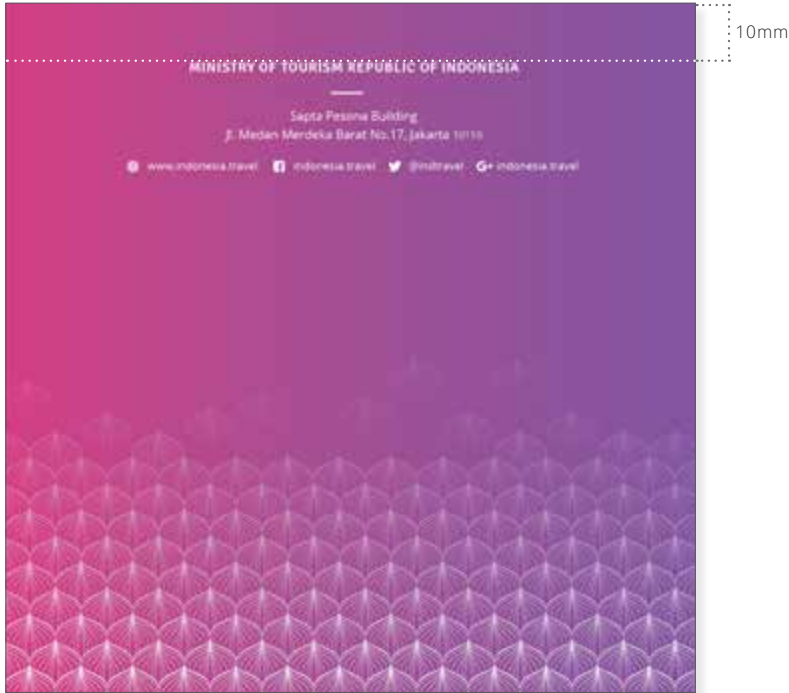 10mm
MINISTRY OF TOURISM REPUBLIC OF INDONESIA
Sapta Pesona Building
Jl. Medan Merdeka Barat No.17, Jakarta 10110
www.indonesia.travel indonesia.travel @indtravel G+ indonesia.travel